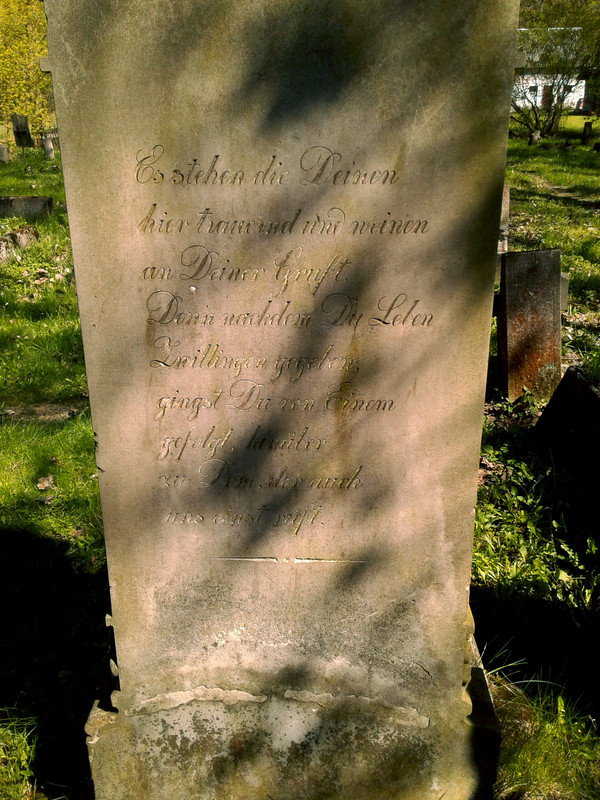 Es stehen die Deinen
hier trauernd und weinen
an Deiner Gruft.
Denn nachdem Du Leben
Zwillingen gegeben,
gingst Du von Einem
gefolgt, hinüber
zu Dem, der auch
uns einst ruft.